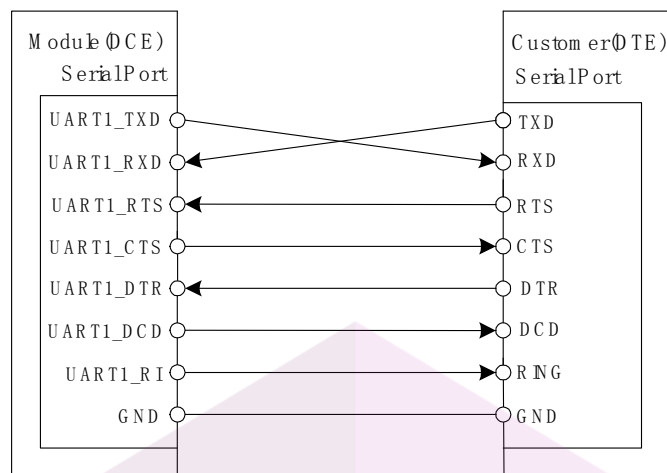 Module(DCE)
SerialPort
UART1_TXD
UART1_RXD
UART1_RTS
UART1_CTS
UART1_DTR
UART1_DCD
UART1_RI
GND
Customer(DTE)
SerialPort
TXD
RXD
RTS
CTS
DTR
DCD
RING
GND